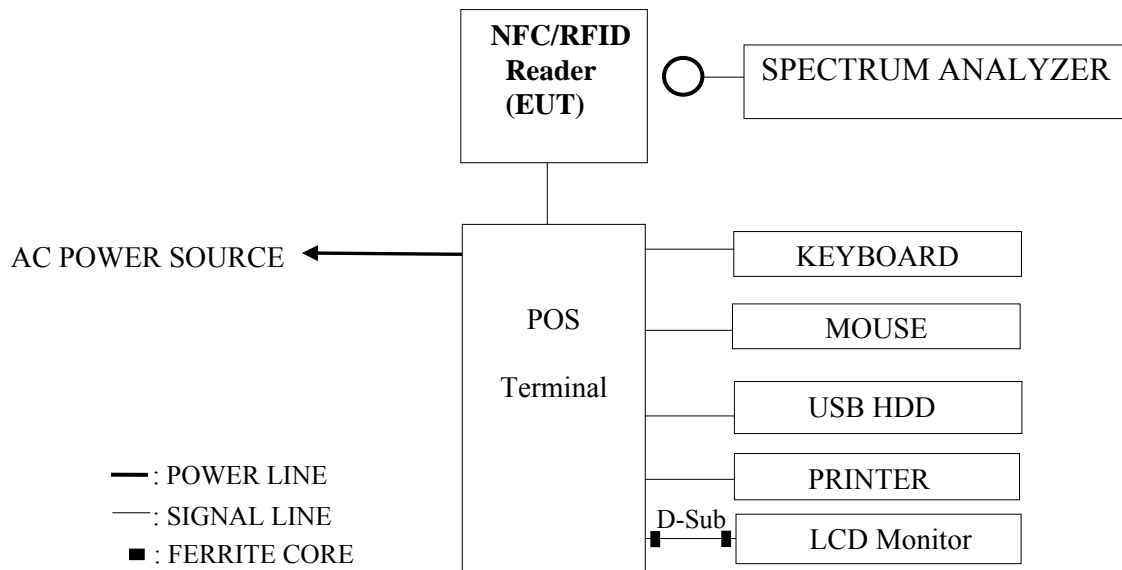 NFC/RFID
Reader
(EUT)
SPECTRUM ANALYZER
AC POWER SOURCE
POS
Terminal
KEYBOARD
MOUSE
USB HDD
PRINTER
D-Sub
LCD Monitor
: POWER LINE
: SIGNAL LINE
: FERRITE CORE